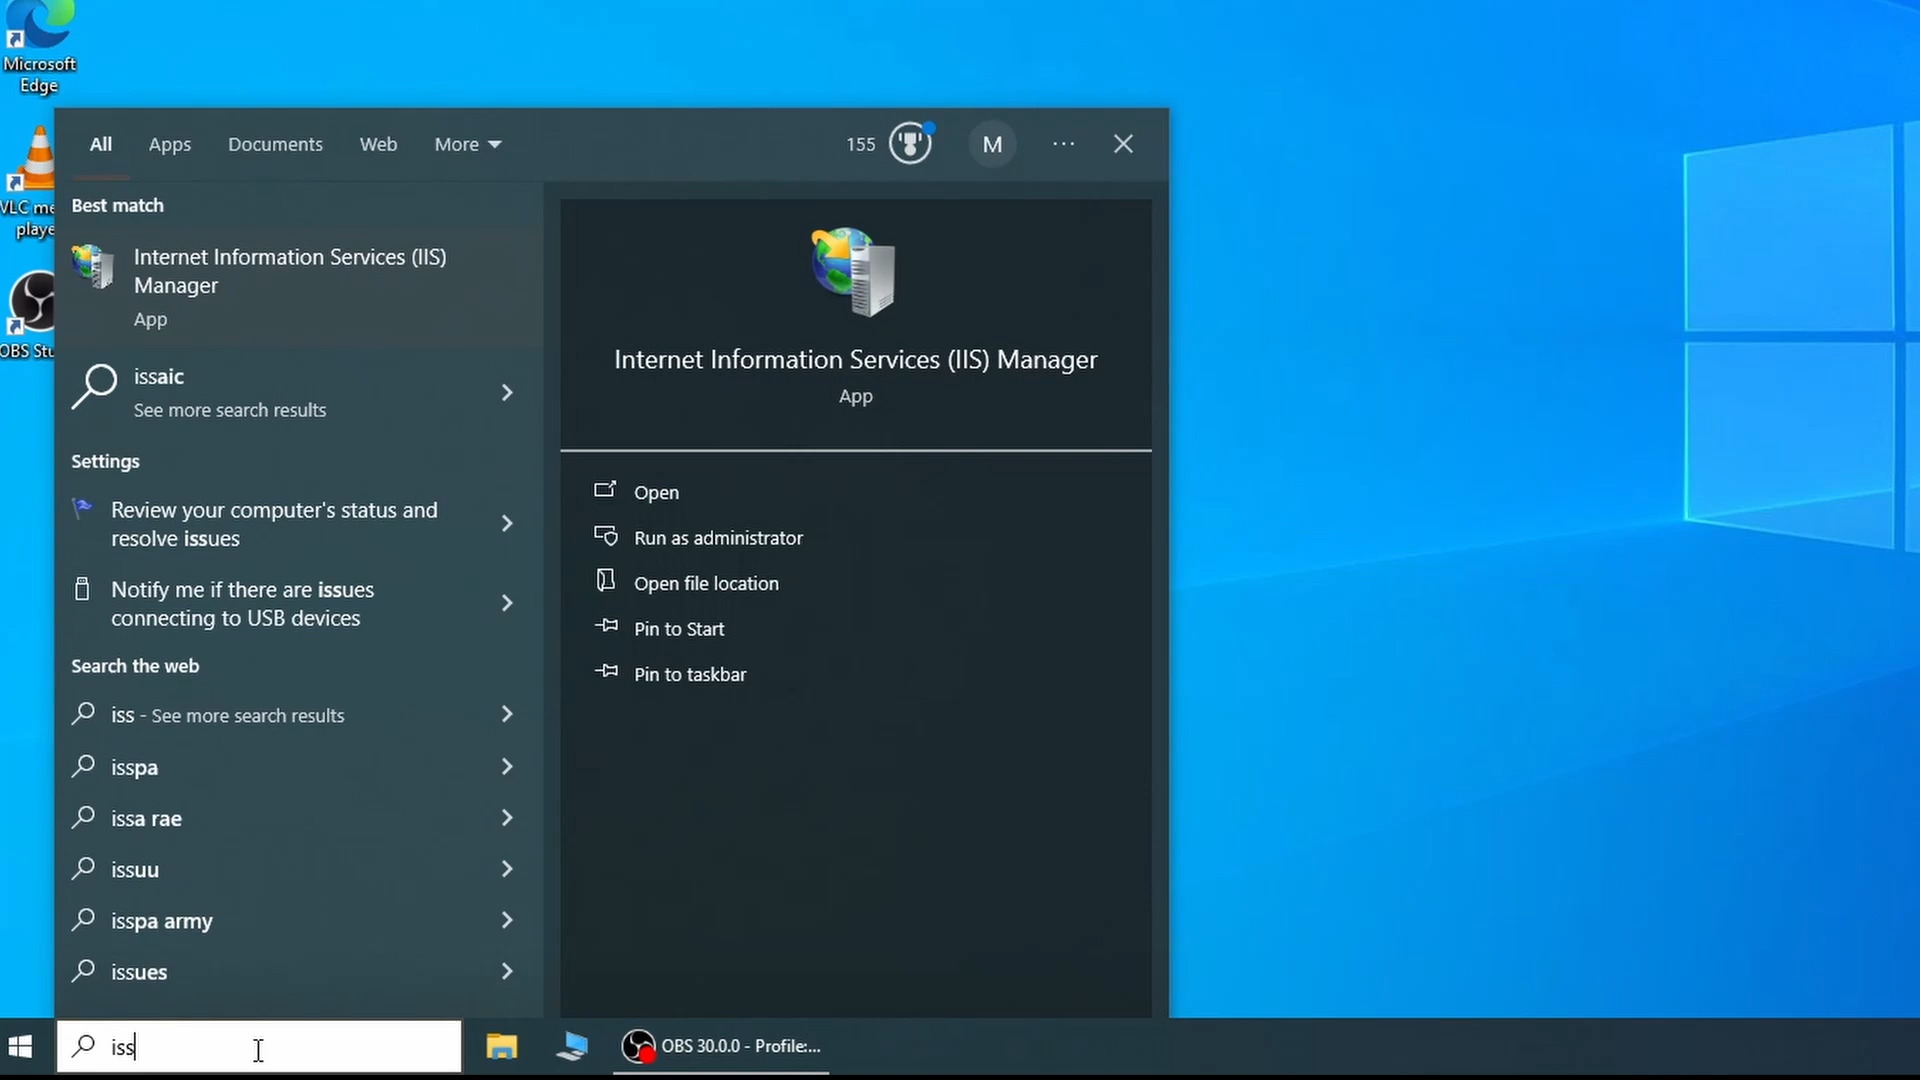 Microsoft
Edge
VLC me
playe
OBS Stu
All Apps Documents Web More
155 M ···
Best match
Internet Information Services (IIS)
Manager
App
issaic
See more search results
Settings
Review your computer's status and
resolve issues
Notify me if there are issues
connecting to USB devices
Search the web
iss - See more search results
isspa
issa rae
issuu
isspa army
issues
Internet Information Services (IIS) Manager
App
Open
Run as administrator
Open file location
Pin to Start
Pin to taskbar
iss
OBS 30.0.0 - Profile:...